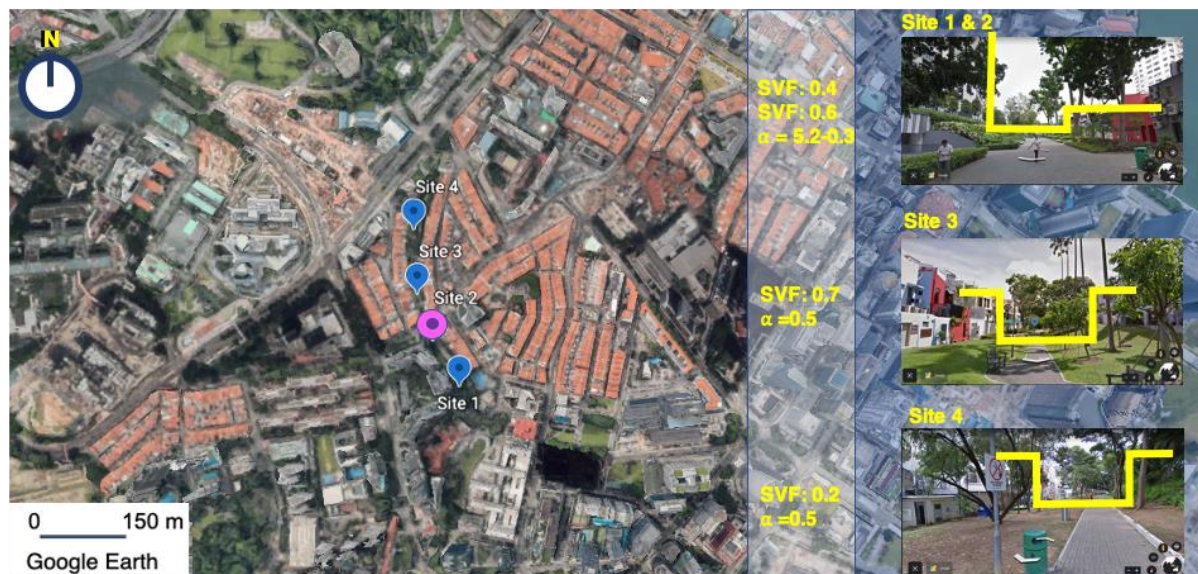 N
Site 4
Site 3
Site 2
Site 1
0 150 m
Google Earth
SVF: 0.4
SVF: 0.6
α = 5.2-0.3
SVF: 0.7
α =0.5
SVF: 0.2
α =0.5
Site 1 & 2
Site 3
Site 4